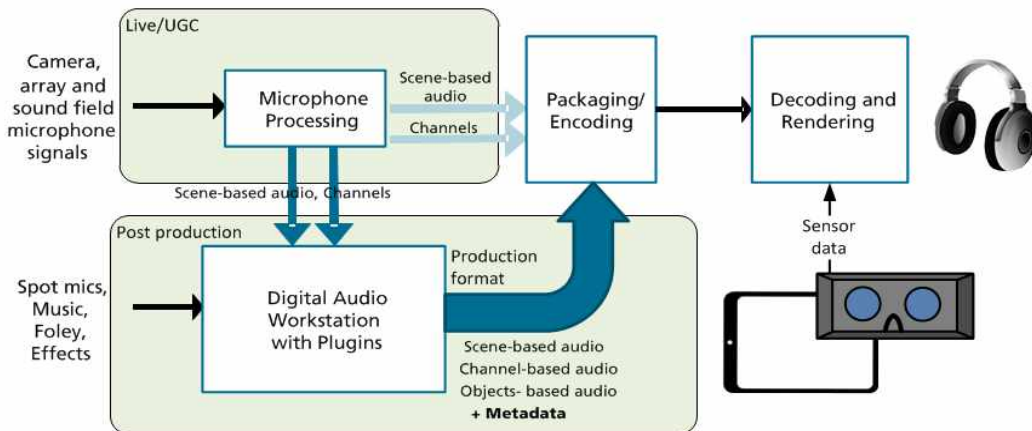 Live/UGC
Camera,
array and
sound field
microphone
signals
Microphone
Processing
Scene-based
audio
Channels
Packaging/
Encoding
Decoding and
Rendering
Scene-based audio, Channels
Post production
Spot mics,
Music,
Foley,
Effects
Digital Audio
Workstation
with Plugins
Production
format
Scene-based audio
Channel-based audio
Objects- based audio
+ Metadata
Sensor
data